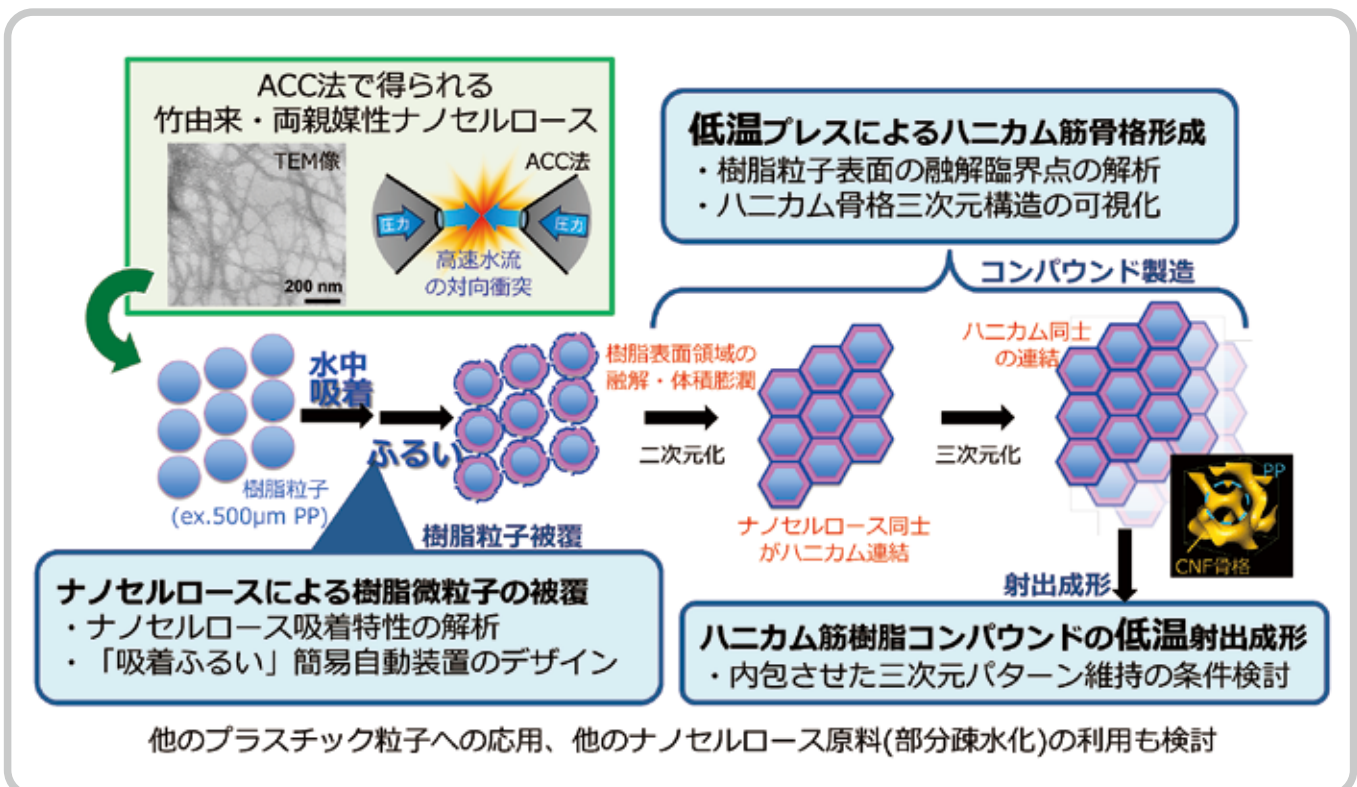 ACC法で得られる
竹由来・両親媒性ナノセルロース
TEM像
200 nm
ACC法
圧力
圧力
高速水流
の対向衝突
低温プレスによるハニカム筋骨格形成
・樹脂粒子表面の融解臨界点の解析
・ハニカム骨格三次元構造の可視化
コンパウンド製造
水中
吸着
ふるい
樹脂粒子
(ex.500μm PP)
樹脂粒子被覆
樹脂表面領域の
融解・体積膨潤
二次元化
ナノセルロース同士
がハニカム連結
三次元化
ハニカム同士
の連結
PP
CNF骨格
射出成形
ナノセルロースによる樹脂微粒子の被覆
・ナノセルロース吸着特性の解析
・「吸着ふるい」簡易自動装置のデザイン
ハニカム筋樹脂コンパウンドの低温射出成形
・内包させた三次元パターン維持の条件検討
他のプラスチック粒子への応用、他のナノセルロース原料(部分疎水化)の利用も検討